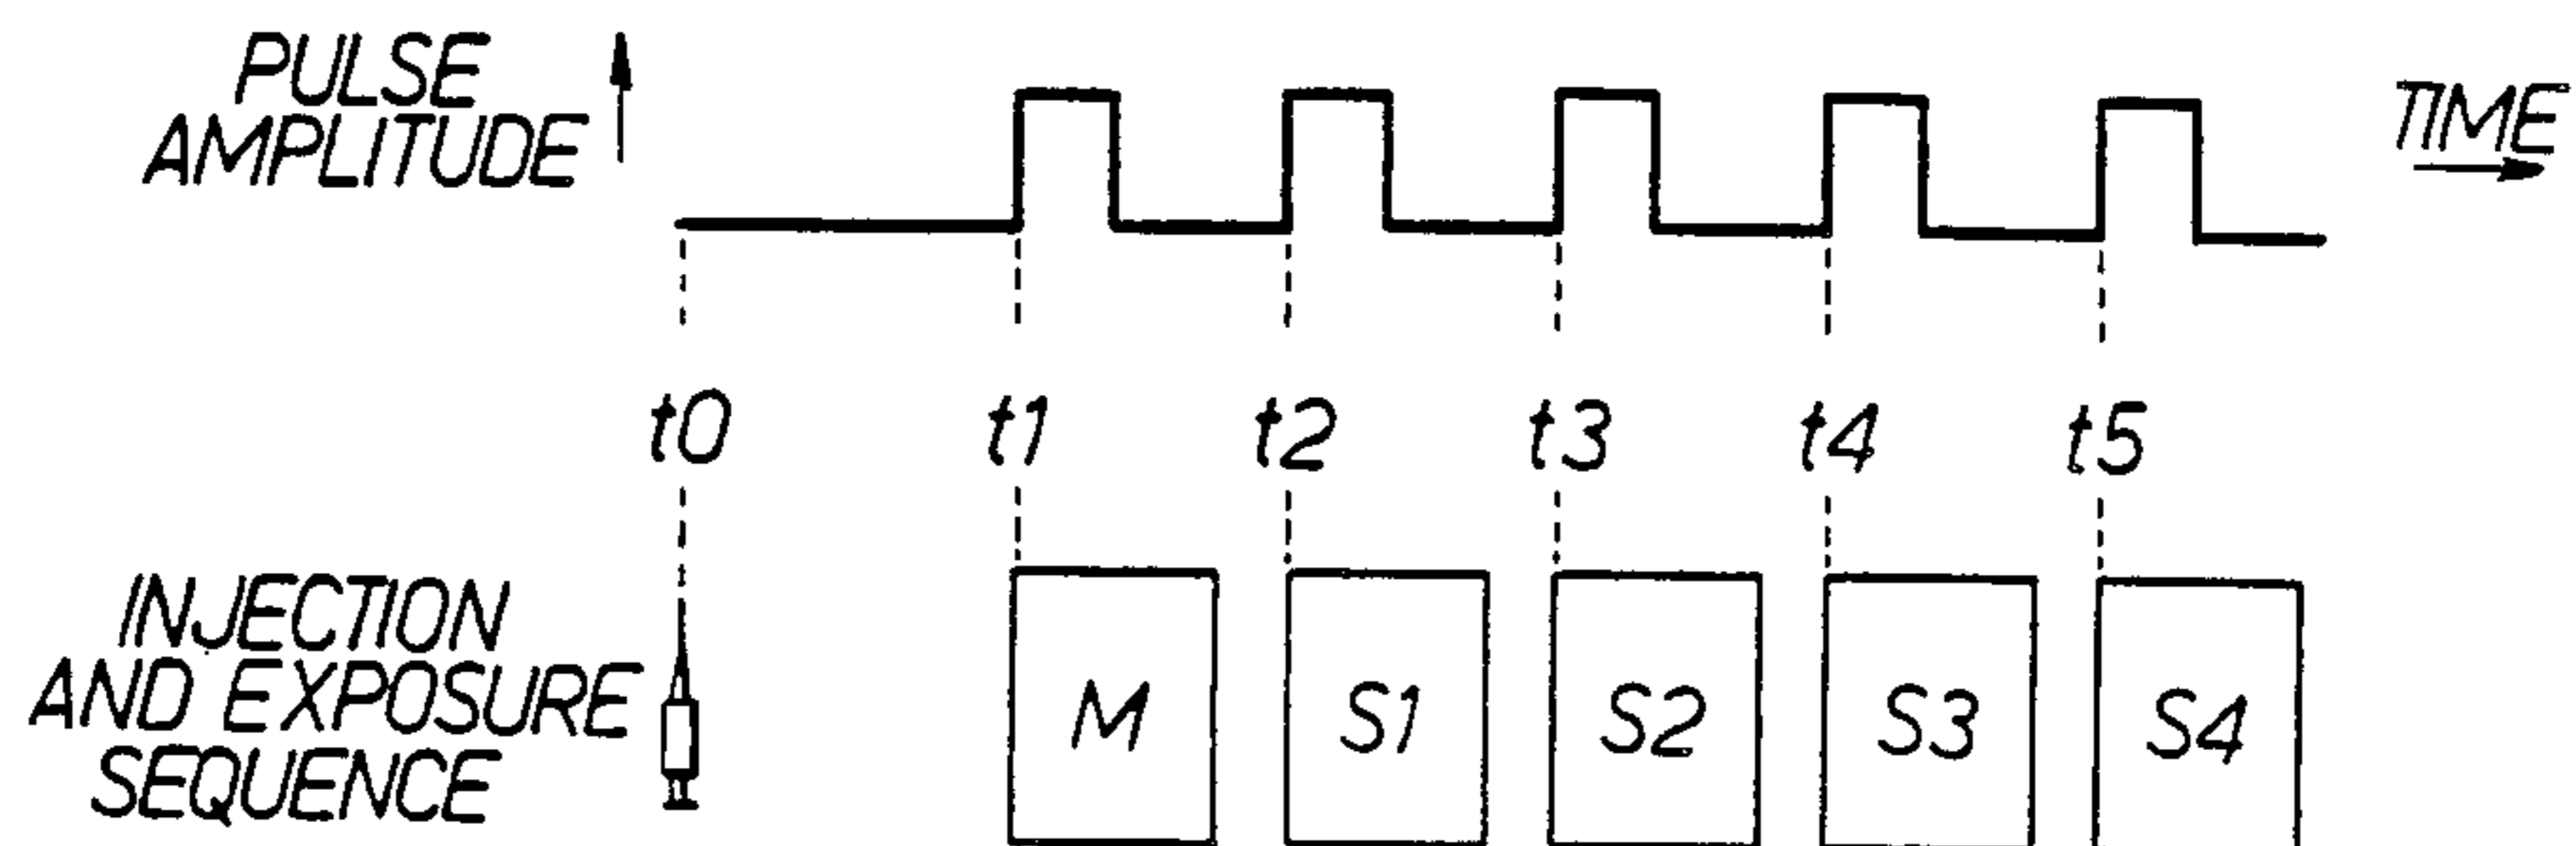 PULSE
AMPLITUDE
TIME
t0 t1 t2 t3 t4 t5
INJECTION
AND EXPOSURE
SEQUENCE
M S1 S2 S3 S4